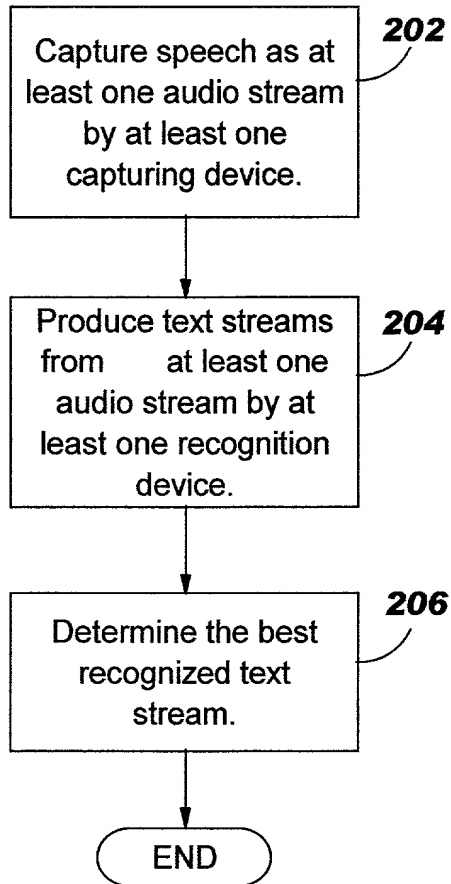 Capture speech as at
least one audio stream
by at least one
capturing device.
202
Produce text streams
from at least one
audio stream by at
least one recognition
device.
204
Determine the best
recognized text
stream.
206
END